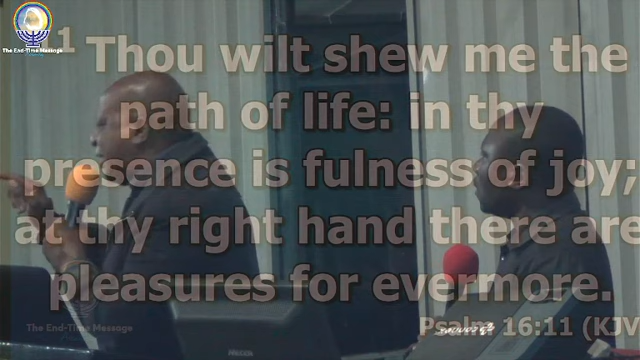 The End-Time Message
11 Thou wilt shew me the
path of life: in thy
presence is fulness of joy;
at thy right hand there are
pleasures for evermore.
Psalm 16:11 (KJV
The End-Time Message